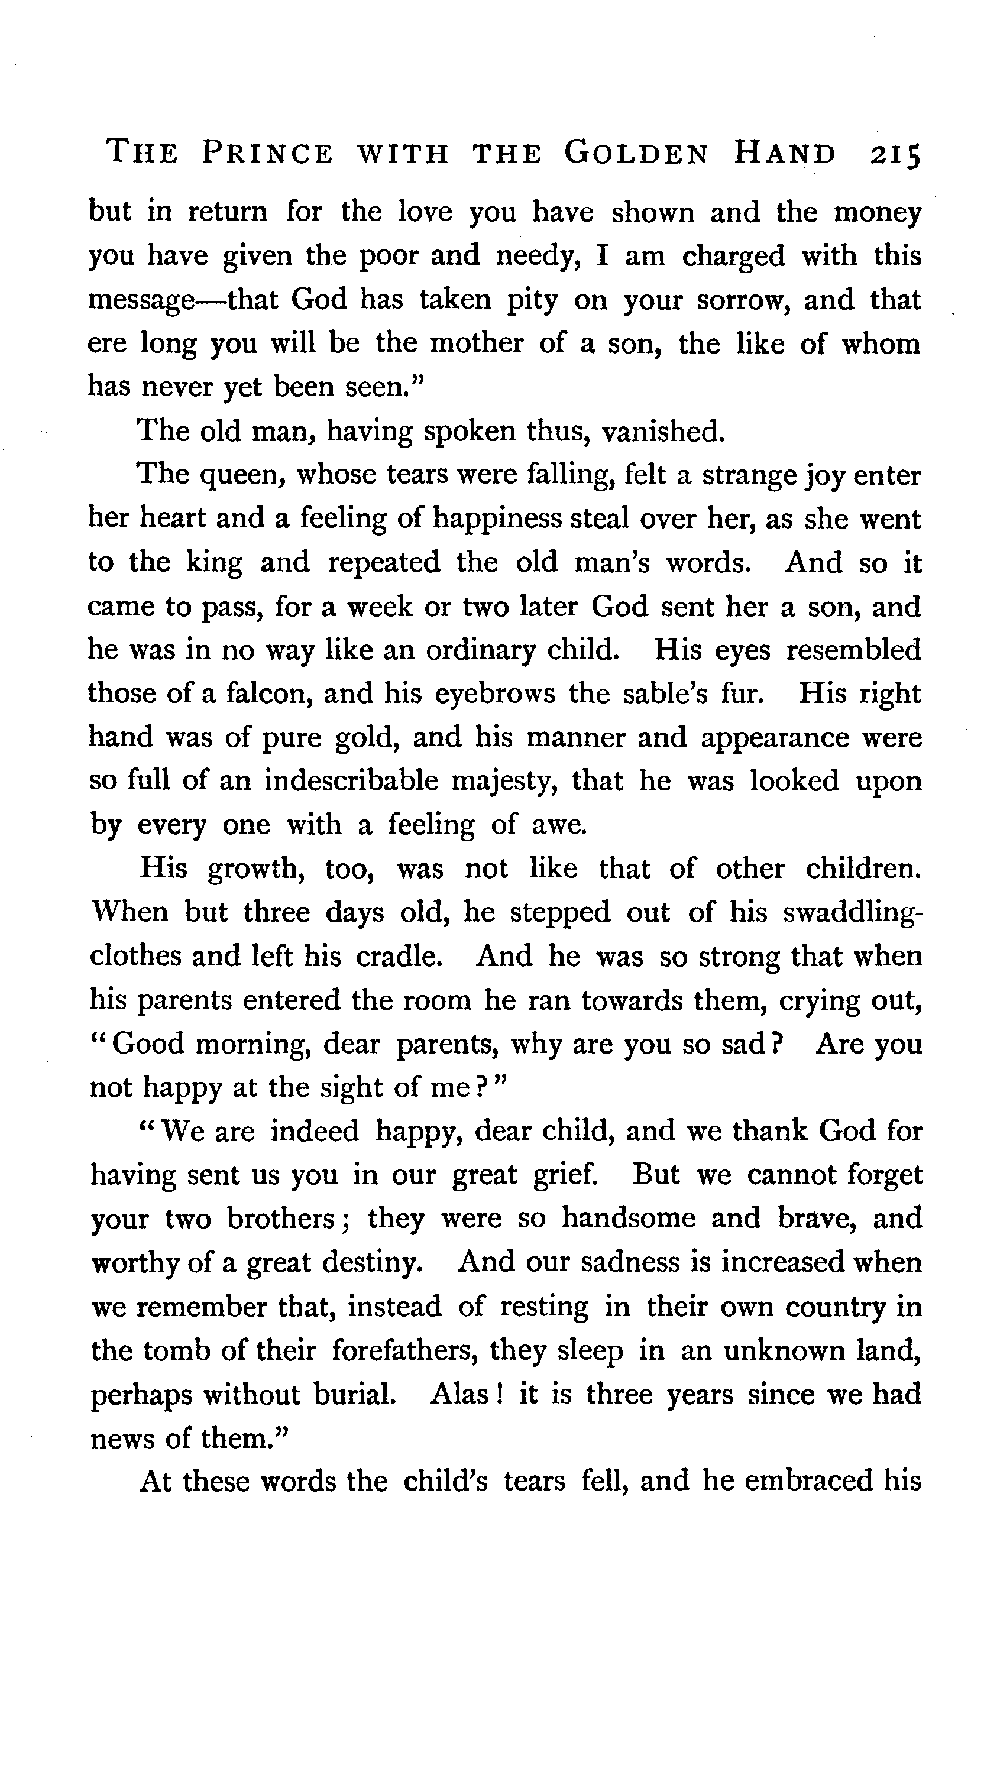 THE PRINCE WITH THE GOLDEN HAND 215
but in return for the love you have shown and the money
you have given the poor and needy, I am charged with this
message—that God has taken pity on your sorrow, and that
ere long you will be the mother of a son, the like of whom
has never yet been seen."
The old man, having spoken thus, vanished.
The queen, whose tears were falling, felt a strange joy enter
her heart and a feeling of happiness steal over her, as she went
to the king and repeated the old man's words. And so it
came to pass, for a week or two later God sent her a son, and
he was in no way like an ordinary child. His eyes resembled
those of a falcon, and his eyebrows the sable's fur. His right
hand was of pure gold, and his manner and appearance were
so full of an indescribable majesty, that he was looked upon
by every one with a feeling of awe.
His growth, too, was not like that of other children.
When but three days old, he stepped out of his swaddling-
clothes and left his cradle. And he was so strong that when
his parents entered the room he ran towards them, crying out,
"Good morning, dear parents, why are you so sad? Are you
not happy at the sight of me?"
"We are indeed happy, dear child, and we thank God for
having sent us you in our great grief. But we cannot forget
your two brothers; they were so handsome and brave, and
worthy of a great destiny. And our sadness is increased when
we remember that, instead of resting in their own country in
the tomb of their forefathers, they sleep in an unknown land,
perhaps without burial. Alas! it is three years since we had
news of them."
At these words the child's tears fell, and he embraced his